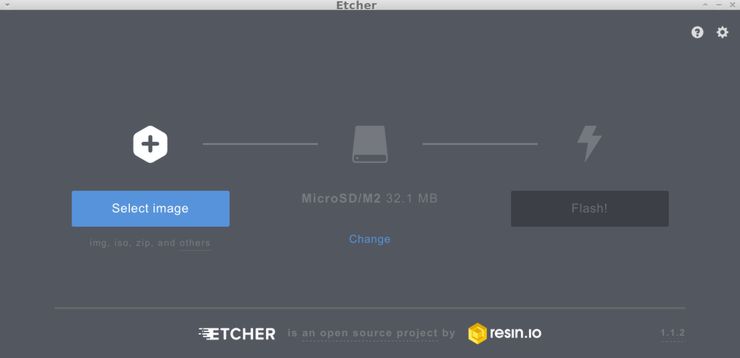 Etcher
MicroSD/M2 32.1 MB
Select image
Flash!
img, iso, zip, and others
Change
ETCHER is an open source project by resin.io 1.1.2